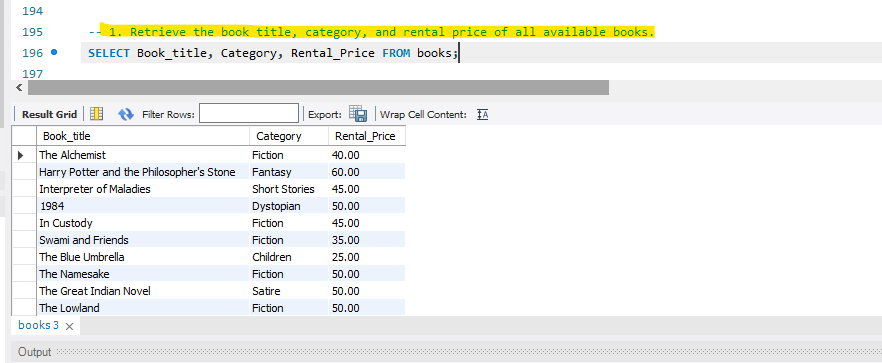 194
195 -- 1. Retrieve the book title, category, and rental price of all available books.
196 SELECT Book_title, Category, Rental_Price FROM books;
197
Result Grid Filter Rows: Export: Wrap Cell Content: IA
Book_title Category Rental_Price
The Alchemist Fiction 40.00
Harry Potter and the Philosopher's Stone Fantasy 60.00
Interpreter of Maladies Short Stories 45.00
1984 Dystopian 50.00
In Custody Fiction 45.00
Swami and Friends Fiction 35.00
The Blue Umbrella Children 25.00
The Namesake Fiction 50.00
The Great Indian Novel Satire 50.00
The Lowland Fiction 50.00
books 3
Output